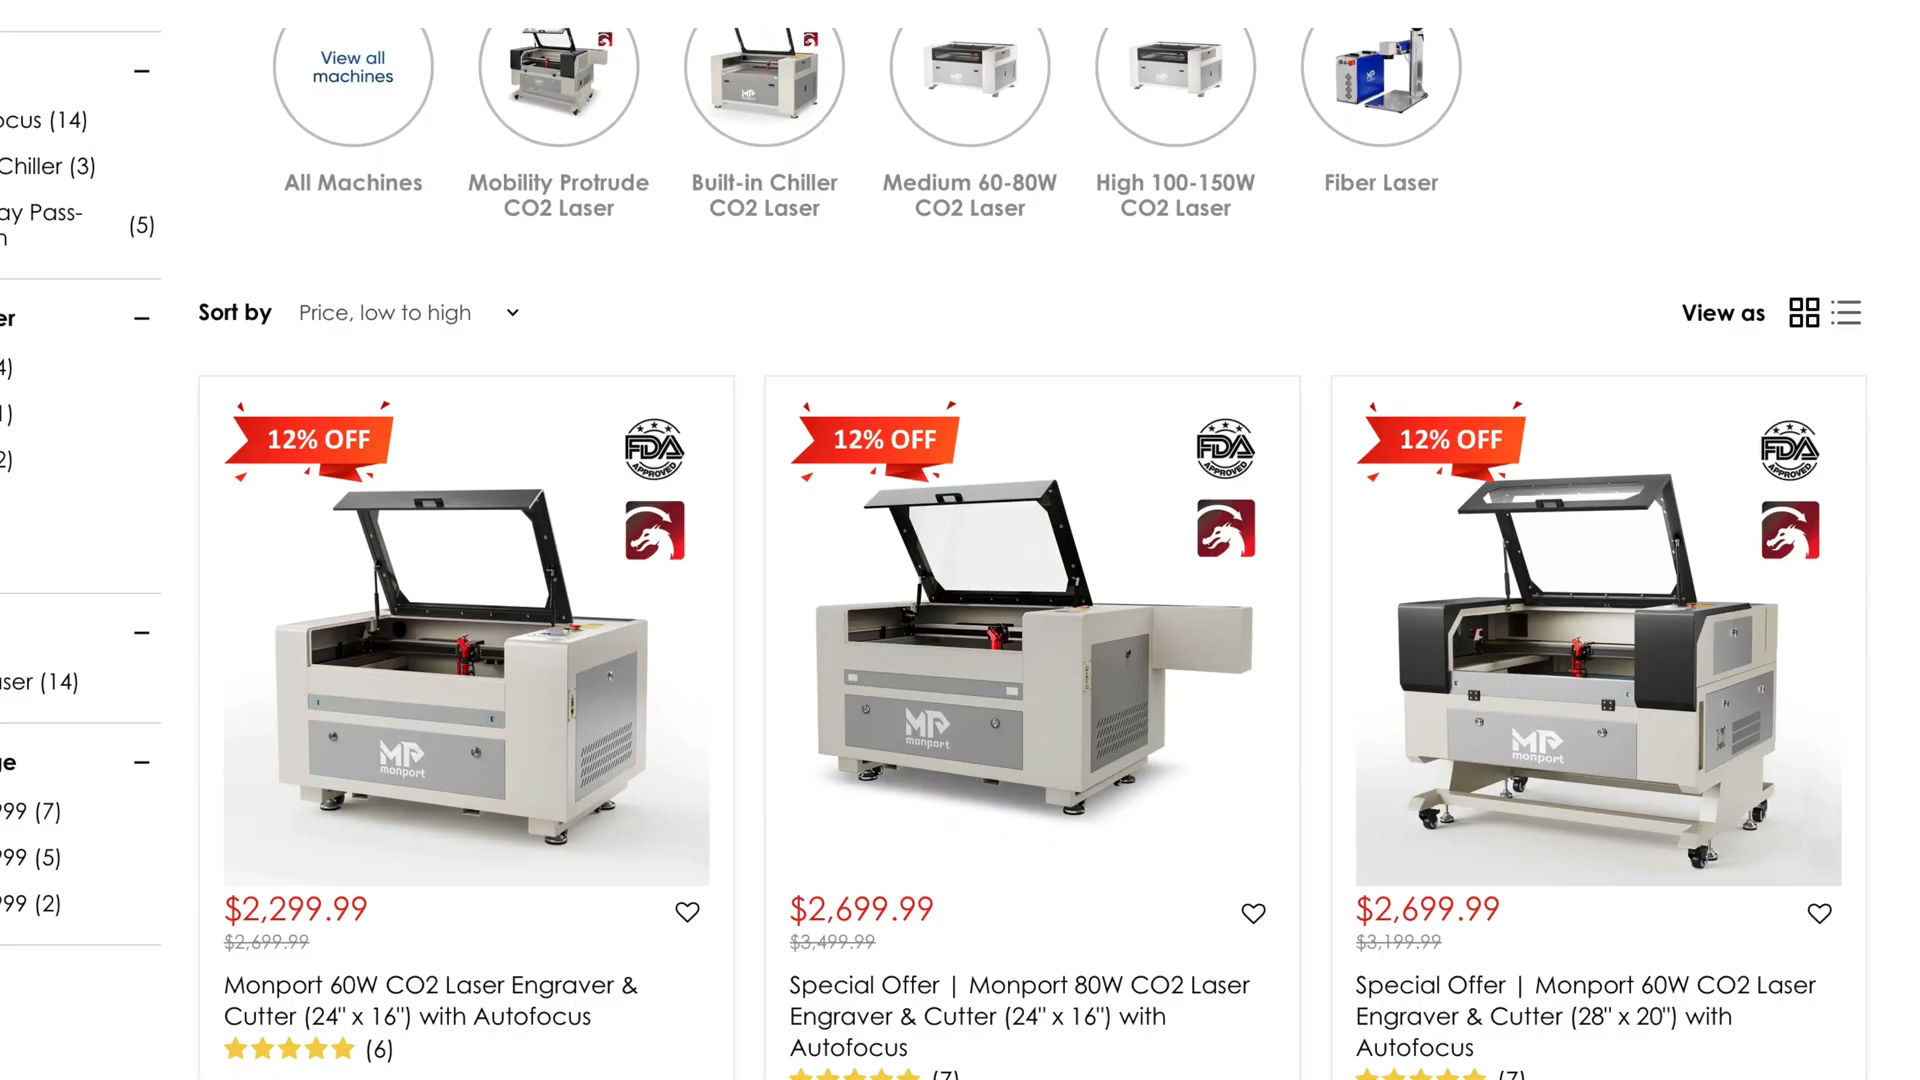 View all
machines
ocus (14)
Chiller (3)
ay Pass-
n
(5)
All Machines
Mobility Protrude
CO2 Laser
Built-in Chiller
CO2 Laser
Medium 60-80W
CO2 Laser
High 100-150W
CO2 Laser
Fiber Laser
Sort by Price, low to high
View as
er
4)
1)
2)
aser (14)
ge
999 (7)
999 (5)
999 (2)
12% OFF
FDA
APPROVED
MP
monport
$2,299.99
$2,699.99
Monport 60W CO2 Laser Engraver &
Cutter (24" x 16") with Autofocus
(6)
12% OFF
FDA
APPROVED
MP
monport
$2,699.99
$3,499.99
Special Offer | Monport 80W CO2 Laser
Engraver & Cutter (24" x 16") with
Autofocus
(7)
12% OFF
FDA
APPROVED
MP
monport
$2,699.99
$3,199.99
Special Offer | Monport 60W CO2 Laser
Engraver & Cutter (28" x 20") with
Autofocus
(7)